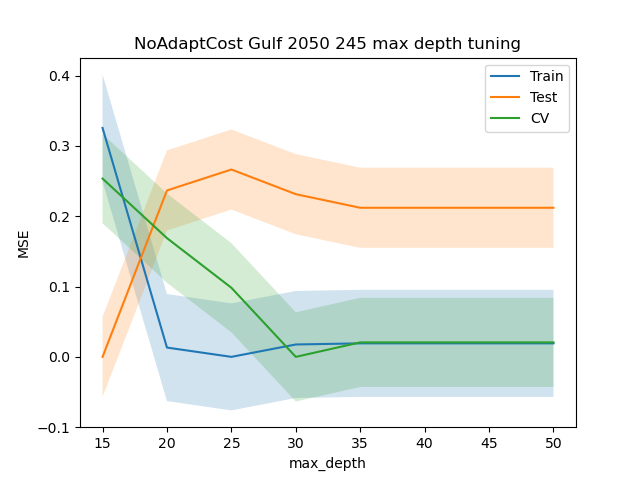 NoAdaptCost Gulf 2050 245 max depth tuning
Train
Test
CV
MSE
0.4
0.3
0.2
0.1
0.0
−0.1
15 20 25 30 35 40 45 50
max_depth